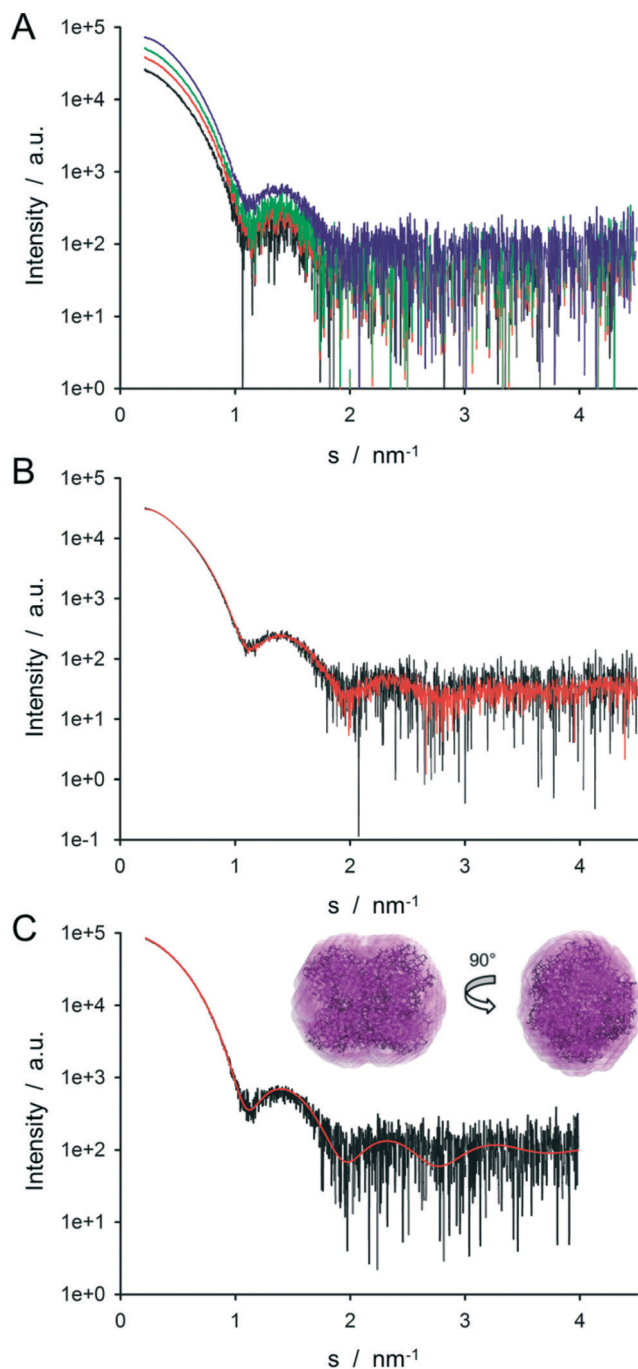 A
1e+5
1e+4
1e+3
1e+2
1e+1
1e+0
Intensity / a.u.
0 1 2 3 4
s / nm-1
B
1e+5
1e+4
1e+3
1e+2
1e+1
1e+0
1e-1
Intensity / a.u.
0 1 2 3 4
s / nm-1
C
1e+5
1e+4
1e+3
1e+2
1e+1
1e+0
Intensity / a.u.
90°
0 1 2 3 4
s / nm-1